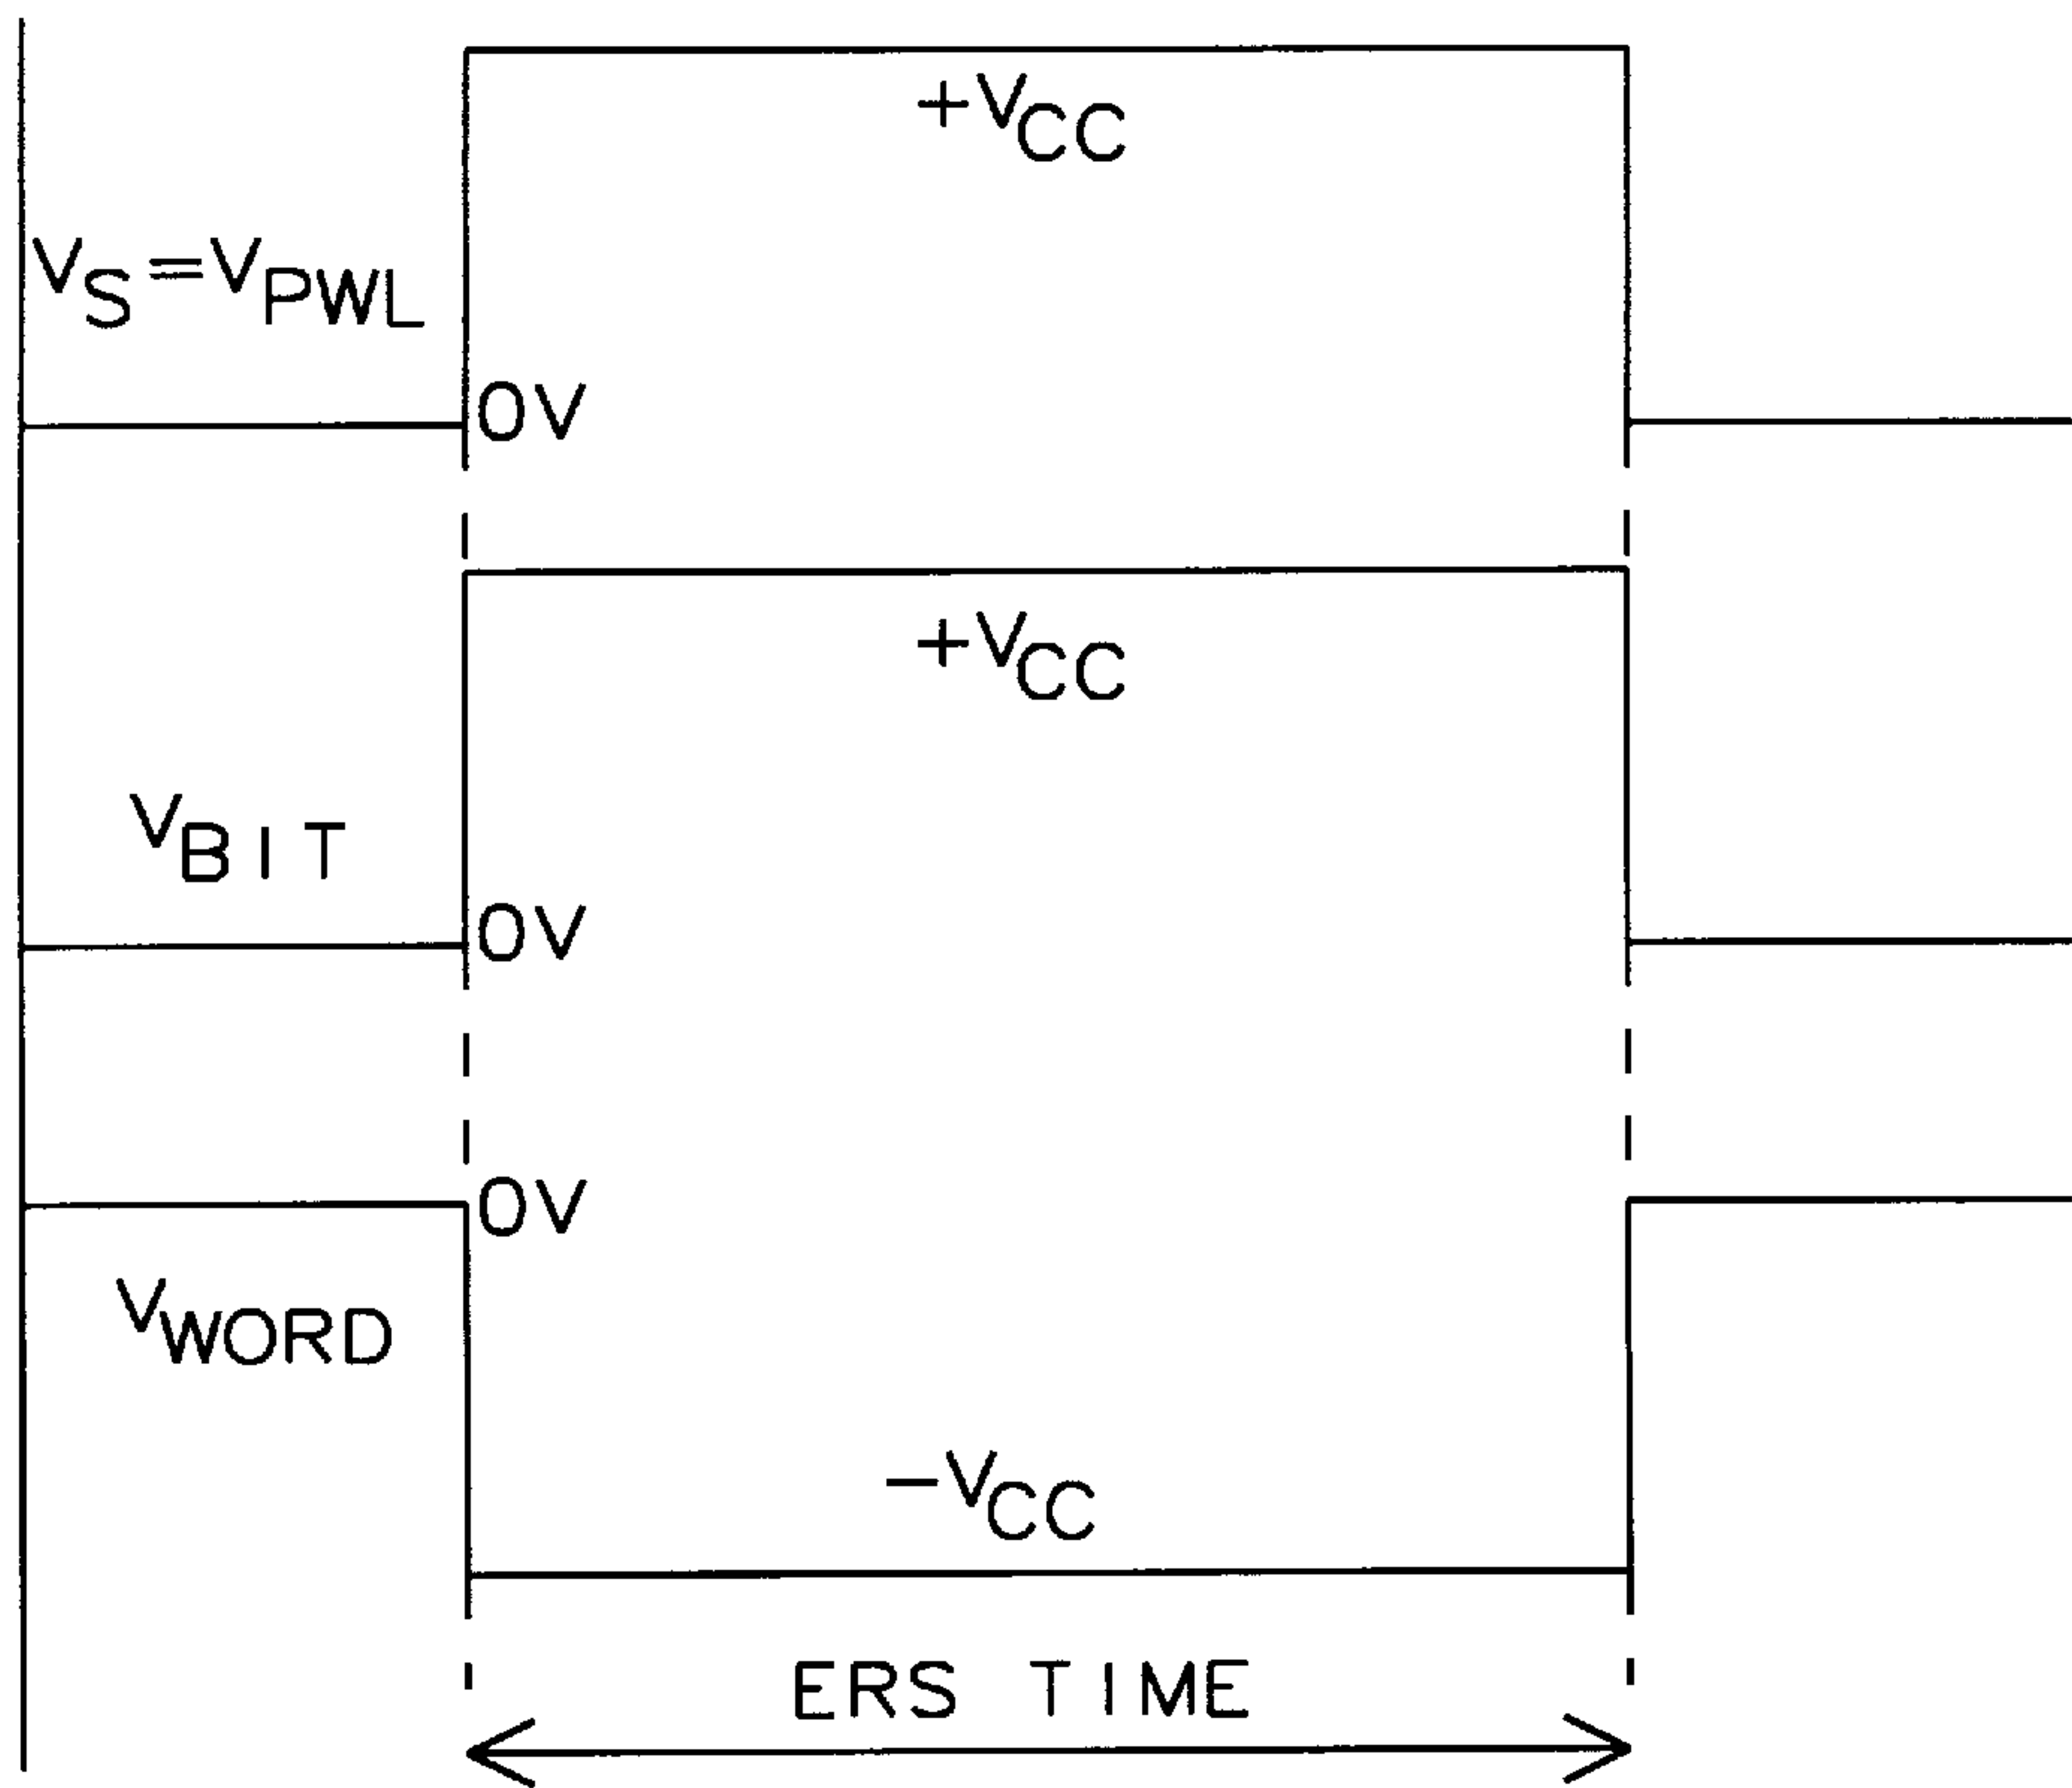 +VCC
VS=VPWL
0V
+VCC
VBIT
0V
0V
VWORD
-VCC
ERS TIME